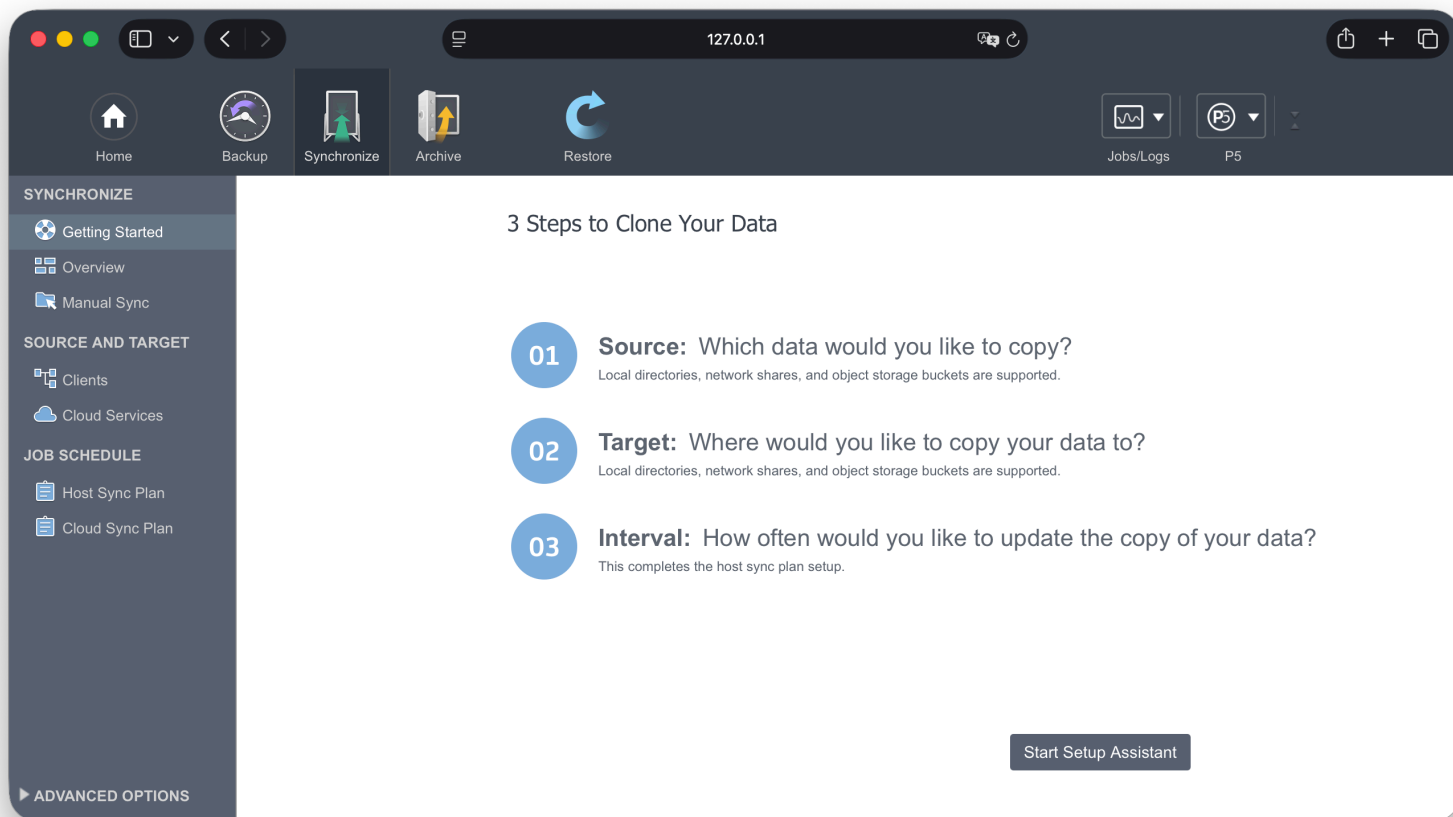 127.0.0.1
Home
Backup
Synchronize
Archive
Restore
Jobs/Logs
P5
P5
SYNCHRONIZE
Getting Started
Overview
Manual Sync
SOURCE AND TARGET
Clients
Cloud Services
JOB SCHEDULE
Host Sync Plan
Cloud Sync Plan
ADVANCED OPTIONS
3 Steps to Clone Your Data
01
Source: Which data would you like to copy?
Local directories, network shares, and object storage buckets are supported.
02
Target: Where would you like to copy your data to?
Local directories, network shares, and object storage buckets are supported.
03
Interval: How often would you like to update the copy of your data?
This completes the host sync plan setup.
Start Setup Assistant